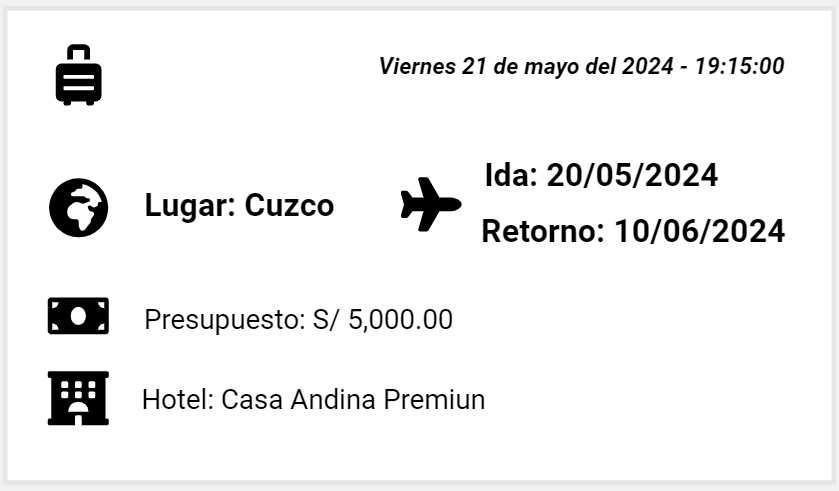 Viernes 21 de mayo del 2024 - 19:15:00
Lugar: Cuzco
Ida: 20/05/2024
Retorno: 10/06/2024
Presupuesto: S/ 5,000.00
Hotel: Casa Andina Premiun